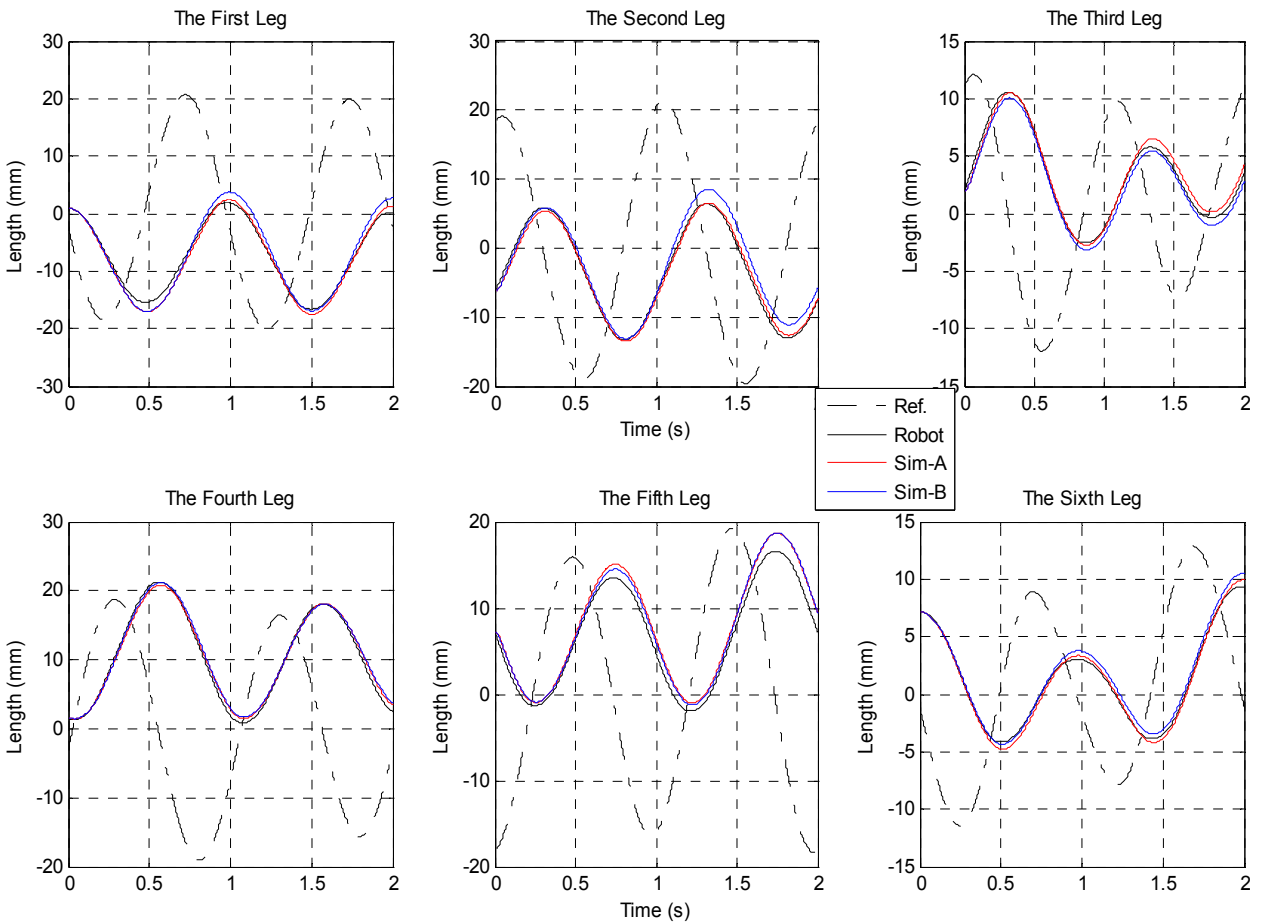 The First Leg
30
20
10
0
-10
-20
-30
Length (mm)
0 0.5 1 1.5 2
The Second Leg
30
20
10
0
-10
-20
Length (mm)
0 0.5 1 1.5
Time (s)
The Third Leg
15
10
5
0
-5
-10
Length (mm)
0 0.5 1 1.5 2
Ref.
Robot
Sim-A
Sim-B
The Fourth Leg
30
20
10
0
-10
-20
Length (mm)
0 0.5 1 1.5 2
The Fifth Leg
20
10
0
-10
-20
Length (mm)
0 0.5 1 1.5 2
Time (s)
The Sixth Leg
15
10
5
0
-5
-10
-15
Length (mm)
0 0.5 1 1.5 2